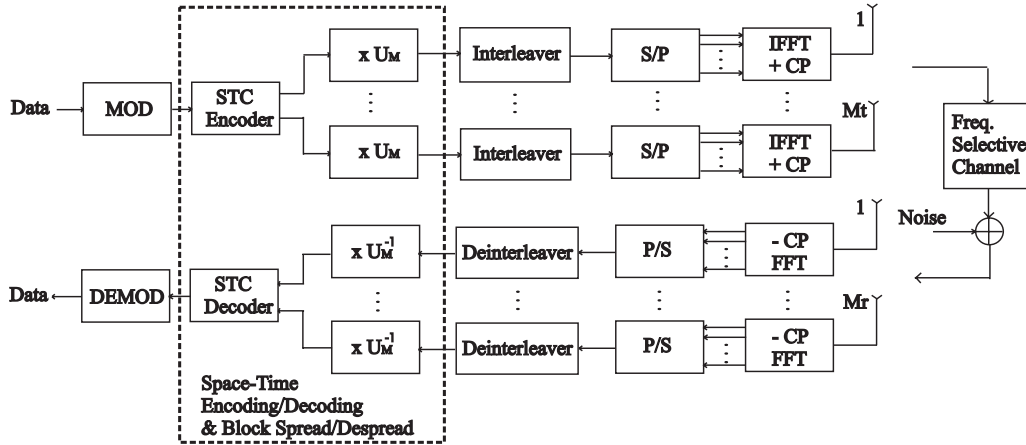 1
x U_M
Interleaver
S/P
IFFT
+ CP
Data
MOD
STC
Encoder
Mt
Freq.
Selective
Channel
x U_M
Interleaver
S/P
IFFT
+ CP
1
Noise
x U_M^-1
Deinterleaver
P/S
- CP
FFT
Data
DEMOD
STC
Decoder
Mr
x U_M^-1
Deinterleaver
P/S
- CP
FFT
Space-Time
Encoding/Decoding
& Block Spread/Despread